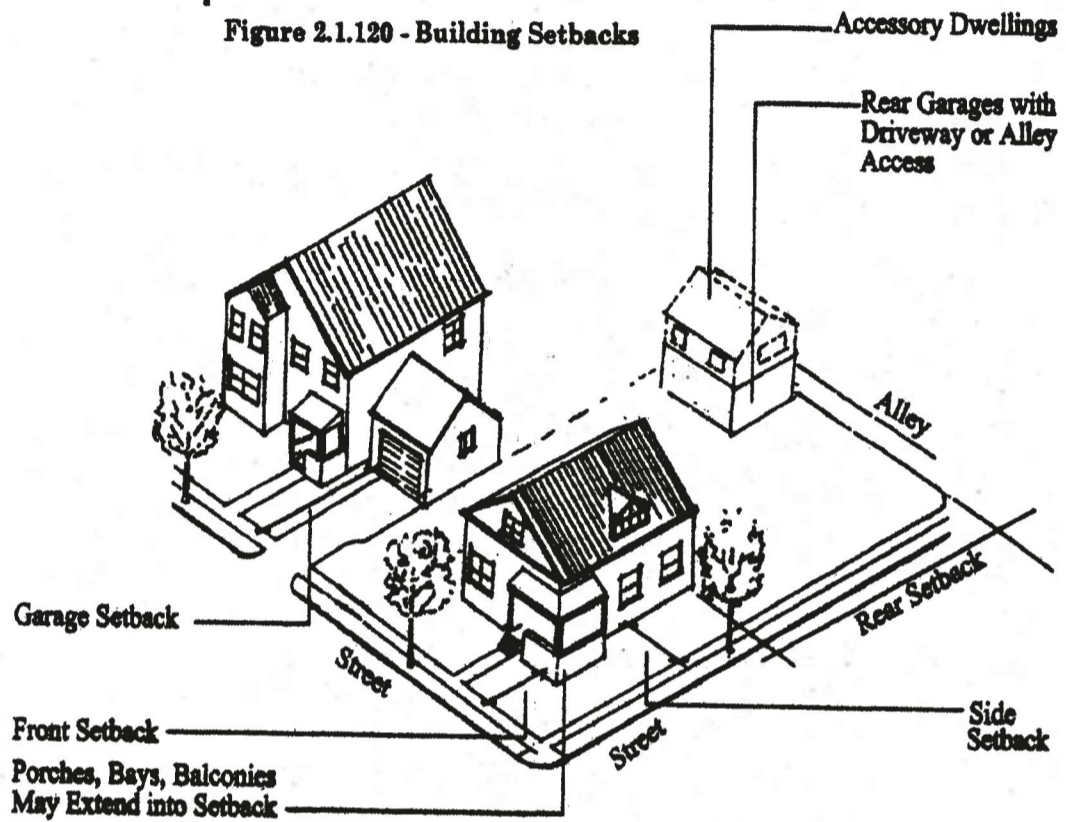 Figure 2.1.120 - Building Setbacks
Accessory Dwellings
Rear Garages with
Driveway or Alley
Access
Alley
Rear Setback
Garage Setback
Street
Front Setback
Street
Side
Setback
Porches, Bays, Balconies
May Extend into Setback